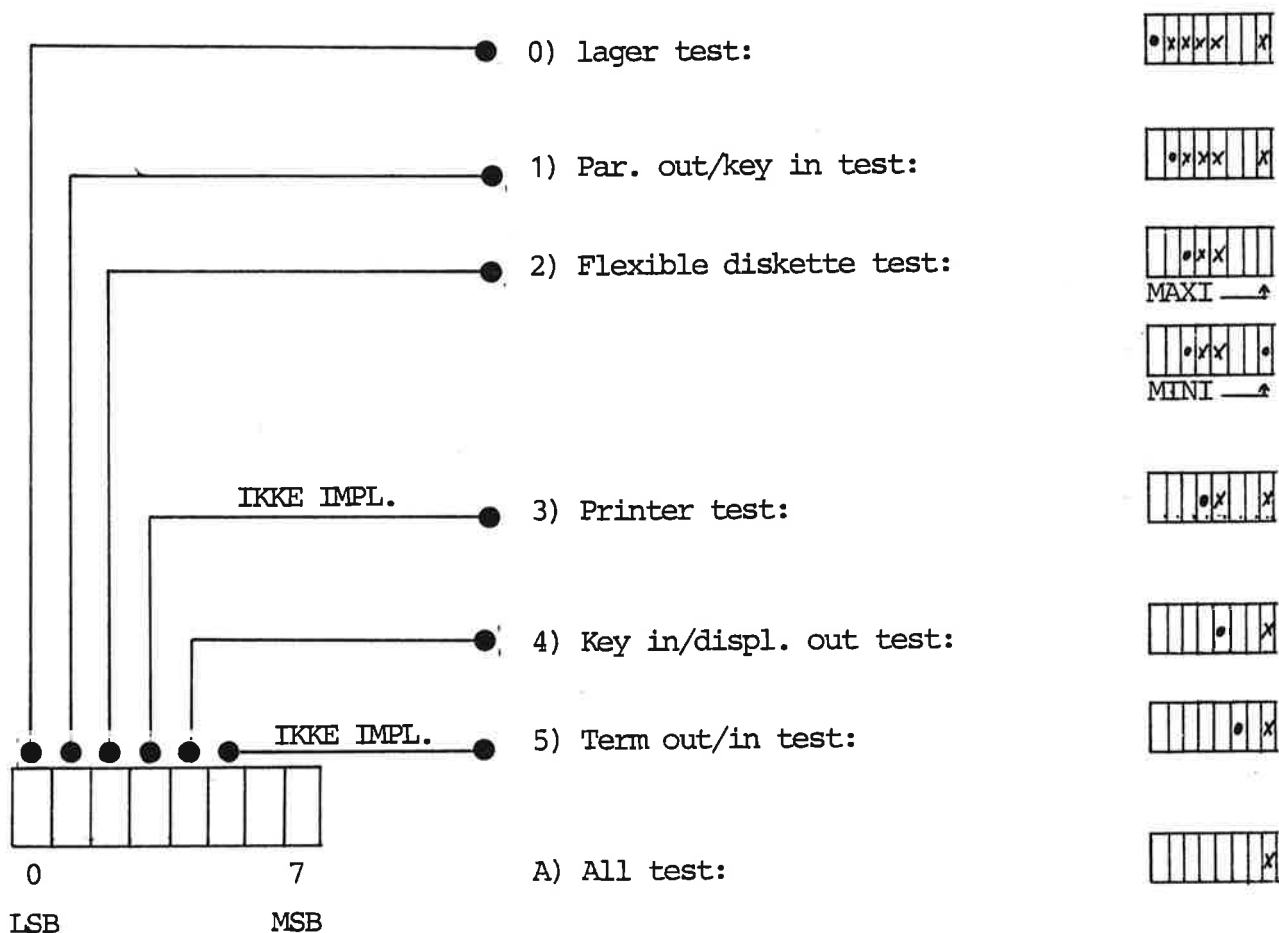 0) lager test:
1) Par. out/key in test:
2) Flexible diskette test:
MAXI
MINI
IKKE IMPL.
3) Printer test:
4) Key in/displ. out test:
IKKE IMPL.
5) Term out/in test:
0 7
A) All test:
LSB MSB